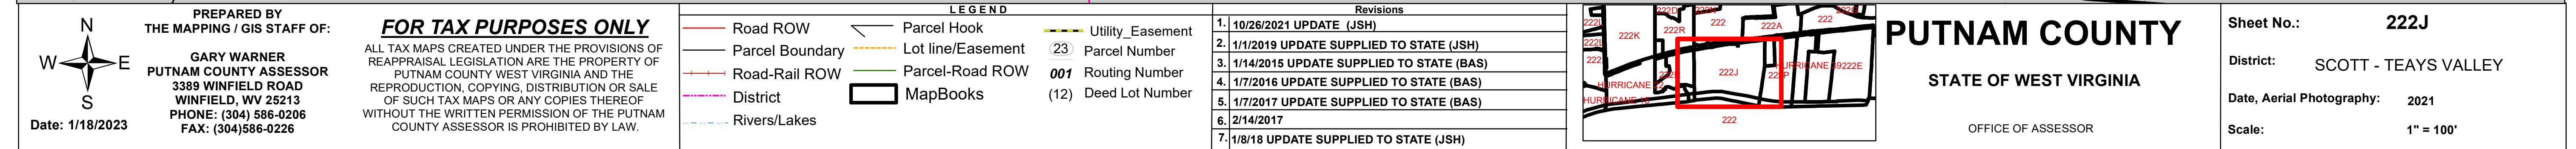 N
W E
S
Date: 1/18/2023
PREPARED BY
THE MAPPING / GIS STAFF OF:
GARY WARNER
PUTNAM COUNTY ASSESSOR
3389 WINFIELD ROAD
WINFIELD, WV 25213
PHONE: (304) 586-0206
FAX: (304)586-0226
FOR TAX PURPOSES ONLY
ALL TAX MAPS CREATED UNDER THE PROVISIONS OF
REAPPRAISAL LEGISLATION ARE THE PROPERTY OF
PUTNAM COUNTY WEST VIRGINIA AND THE
REPRODUCTION, COPYING, DISTRIBUTION OR SALE
OF SUCH TAX MAPS OR ANY COPIES THEREOF
WITHOUT THE WRITTEN PERMISSION OF THE PUTNAM
COUNTY ASSESSOR IS PROHIBITED BY LAW.
LEGEND
Road ROW
Parcel Boundary
Road-Rail ROW
District
Rivers/Lakes
Parcel Hook
Lot line/Easement
Parcel-Road ROW
MapBooks
Utility_Easement
23 Parcel Number
001 Routing Number
(12) Deed Lot Number
Revisions
1. 10/26/2021 UPDATE (JSH)
2. 1/1/2019 UPDATE SUPPLIED TO STATE (JSH)
3. 1/14/2015 UPDATE SUPPLIED TO STATE (BAS)
4. 1/7/2016 UPDATE SUPPLIED TO STATE (BAS)
5. 1/7/2017 UPDATE SUPPLIED TO STATE (BAS)
6. 2/14/2017
7. 1/8/18 UPDATE SUPPLIED TO STATE (JSH)
222 222A 222
222K 222R
222J
222E
HURRICANE
222
PUTNAM COUNTY
STATE OF WEST VIRGINIA
OFFICE OF ASSESSOR
Sheet No.: 222J
District: SCOTT - TEAYS VALLEY
Date, Aerial Photography: 2021
Scale: 1" = 100'